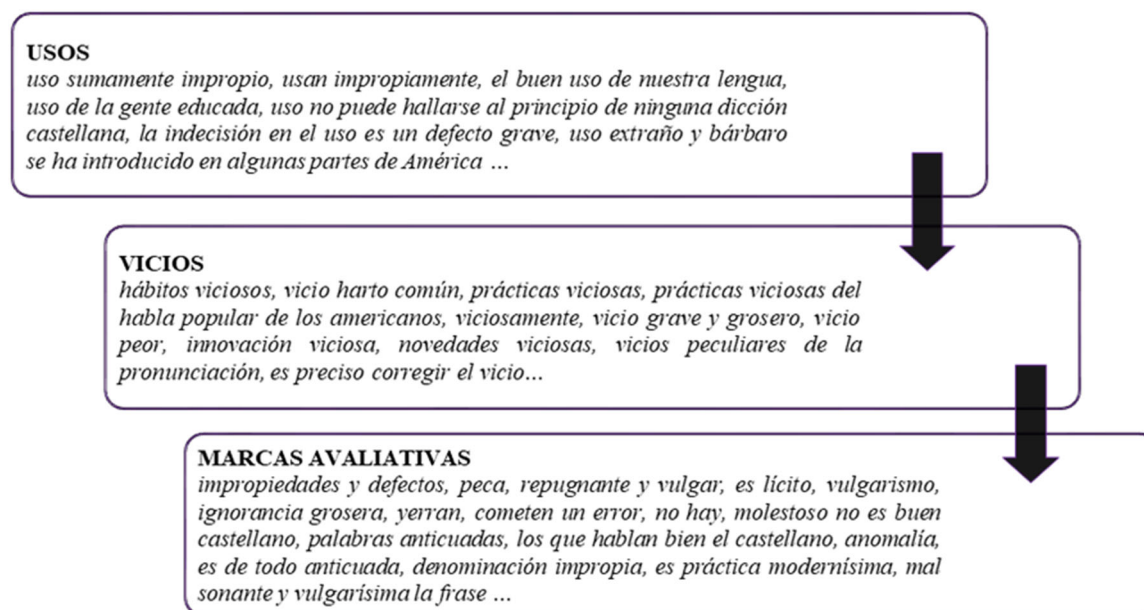 USOS
uso sumamente impropio, usan impropiamente, el buen uso de nuestra lengua,
uso de la gente educada, uso no puede hallarse al principio de ninguna dicción
castellana, la indecisión en el uso es un defecto grave, uso extraño y bárbaro
se ha introducido en algunas partes de América ...
VICIOS
hábitos viciosos, vicio harto común, prácticas viciosas, prácticas viciosas del
habla popular de los americanos, viciosamente, vicio grave y grosero, vicio
peor, innovación viciosa, novedades viciosas, vicios peculiares de la
pronunciación, es preciso corregir el vicio...
MARCAS AVALIATIVAS
impropiedades y defectos, peca, repugnante y vulgar, es lícito, vulgarismo,
ignorancia grosera, yerran, cometen un error, no hay, molestoso no es buen
castellano, palabras anticuadas, los que hablan bien el castellano, anomalía,
es de todo anticuada, denominación impropia, es práctica modernísima, mal
sonante y vulgarísima la frase ...